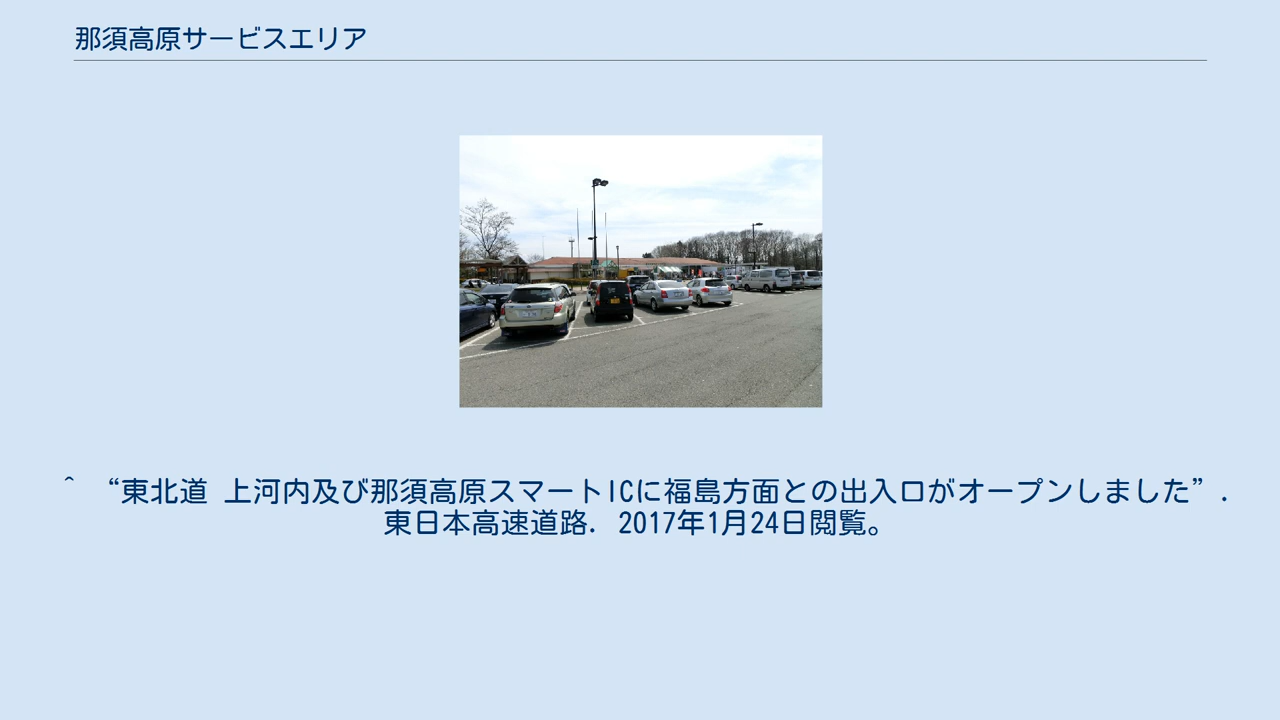 那須高原サービスエリア
^ “東北道 上河内及び那須高原スマートICに福島方面との出入口がオープンしました”.
東日本高速道路. 2017年1月24日閲覧。